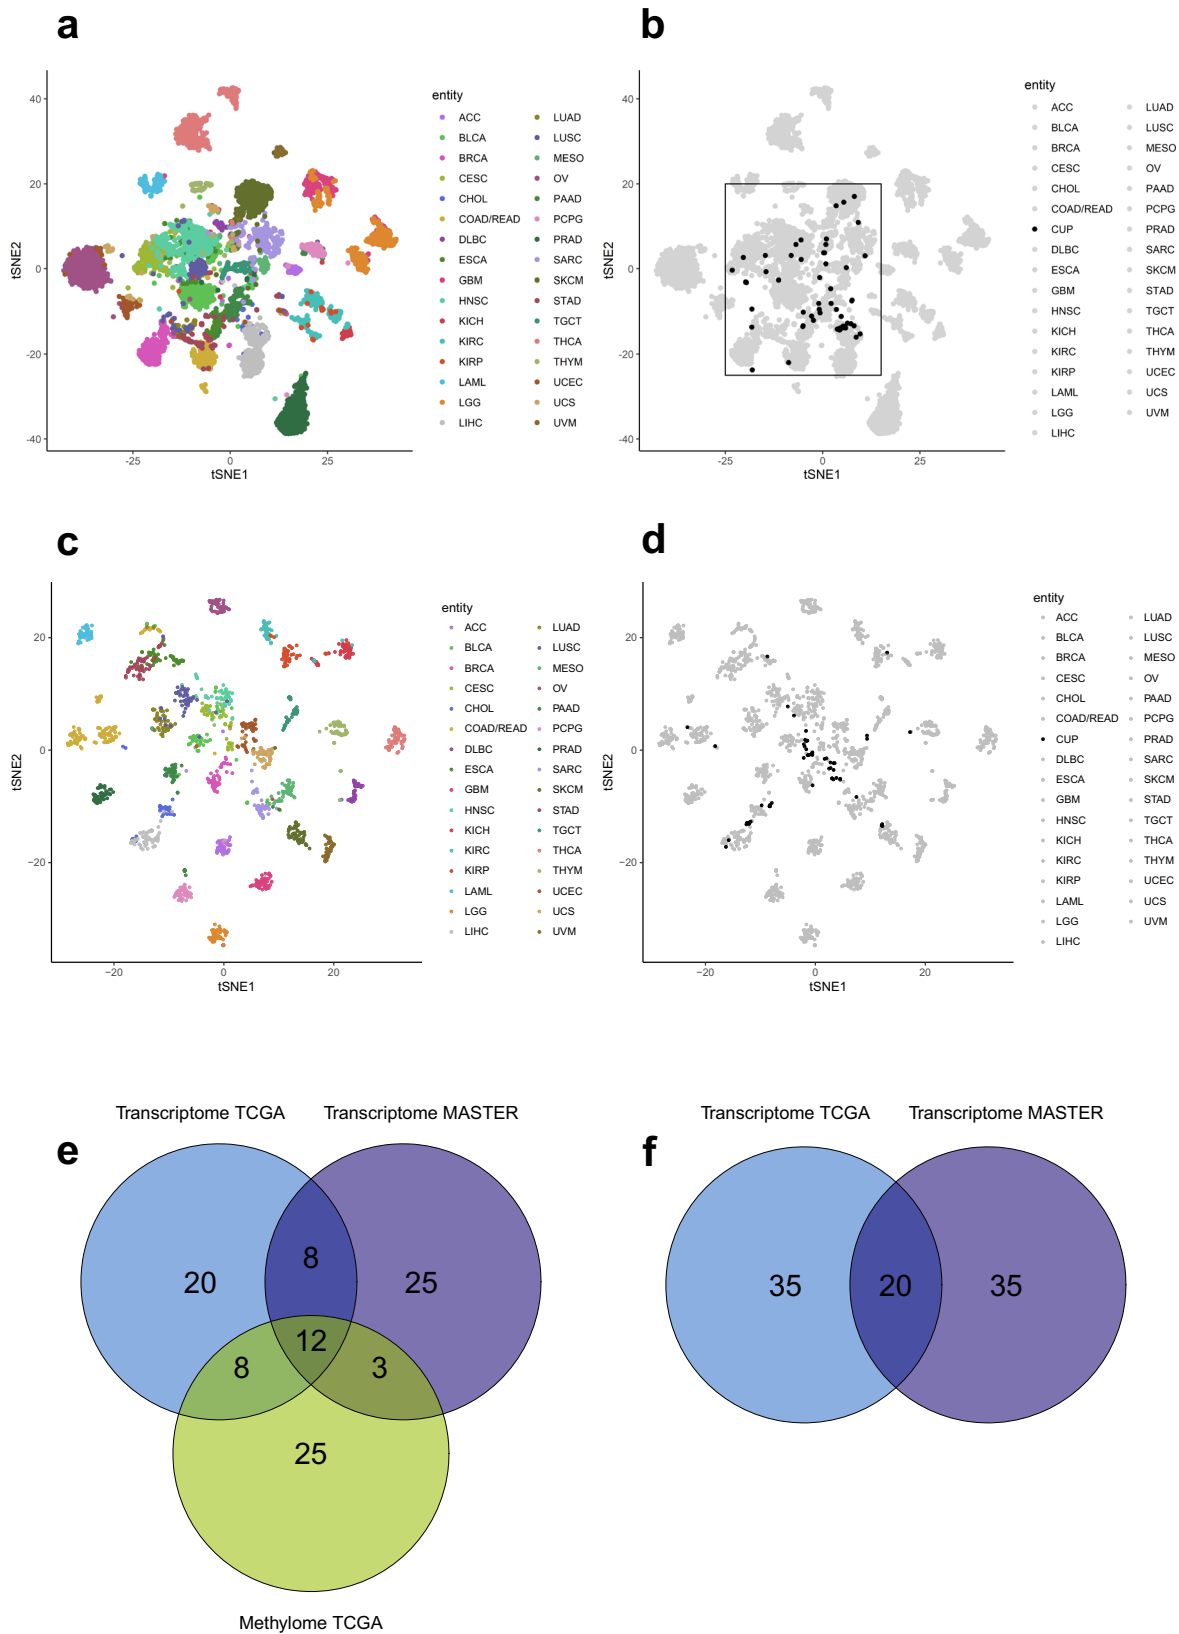 a
40
20
0
-20
-40
tSNE2
-25
0
25
tSNE1
entity
ACC
BLCA
BRCA
CESC
CHOL
COAD/READ
DLBC
ESCA
GBM
HNSC
KICH
KIRC
KIRP
LAML
LGG
LIHC
LUAD
LUSC
MESO
OV
PAAD
PCPG
PRAD
SARC
SKCM
STAD
TGCT
THCA
THYM
UCEC
UCS
UVM
b
40
20
0
-20
-40
tSNE2
-25
0
25
tSNE1
entity
ACC
BLCA
BRCA
CESC
CHOL
COAD/READ
CUP
DLBC
ESCA
GBM
HNSC
KICH
KIRC
KIRP
LAML
LGG
LIHC
LUAD
LUSC
MESO
OV
PAAD
PCPG
PRAD
SARC
SKCM
STAD
TGCT
THCA
THYM
UCEC
UCS
UVM
c
20
0
−20
tSNE2
−20
0
20
tSNE1
entity
ACC
BLCA
BRCA
CESC
CHOL
COAD/READ
DLBC
ESCA
GBM
HNSC
KICH
KIRC
KIRP
LAML
LGG
LIHC
LUAD
LUSC
MESO
OV
PAAD
PCPG
PRAD
SARC
SKCM
STAD
TGCT
THCA
THYM
UCEC
UCS
UVM
d
20
0
−20
tSNE2
−20
0
20
tSNE1
entity
ACC
BLCA
BRCA
CESC
CHOL
COAD/READ
CUP
DLBC
ESCA
GBM
HNSC
KICH
KIRC
KIRP
LAML
LGG
LIHC
LUAD
LUSC
MESO
OV
PAAD
PCPG
PRAD
SARC
SKCM
STAD
TGCT
THCA
THYM
UCEC
UCS
UVM
e
Transcriptome TCGA
Transcriptome MASTER
20
8
25
12
8
3
25
Methylome TCGA
f
Transcriptome TCGA
Transcriptome MASTER
35
20
35